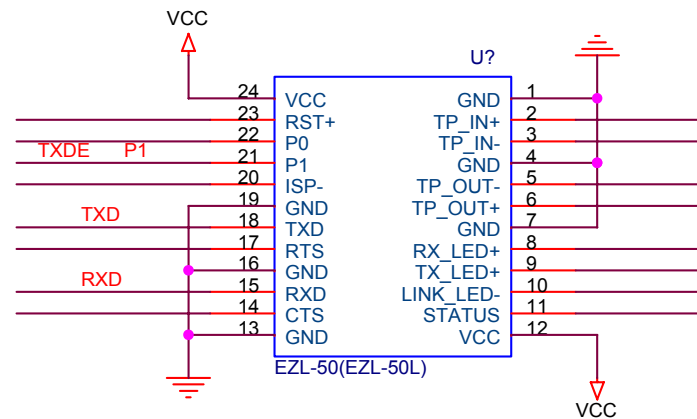 VCC
U?
24 VCC GND 1
23 RST+ TP_IN+ 2
22 P0 TP_IN- 3
TXDE P1 21 P1 GND 4
20 ISP- TP_OUT- 5
19 GND TP_OUT+ 6
TXD 18 TXD GND 7
17 RTS RX_LED+ 8
16 GND TX_LED+ 9
RXD 15 RXD LINK_LED- 10
14 CTS STATUS 11
13 GND VCC 12
EZL-50(EZL-50L)
VCC